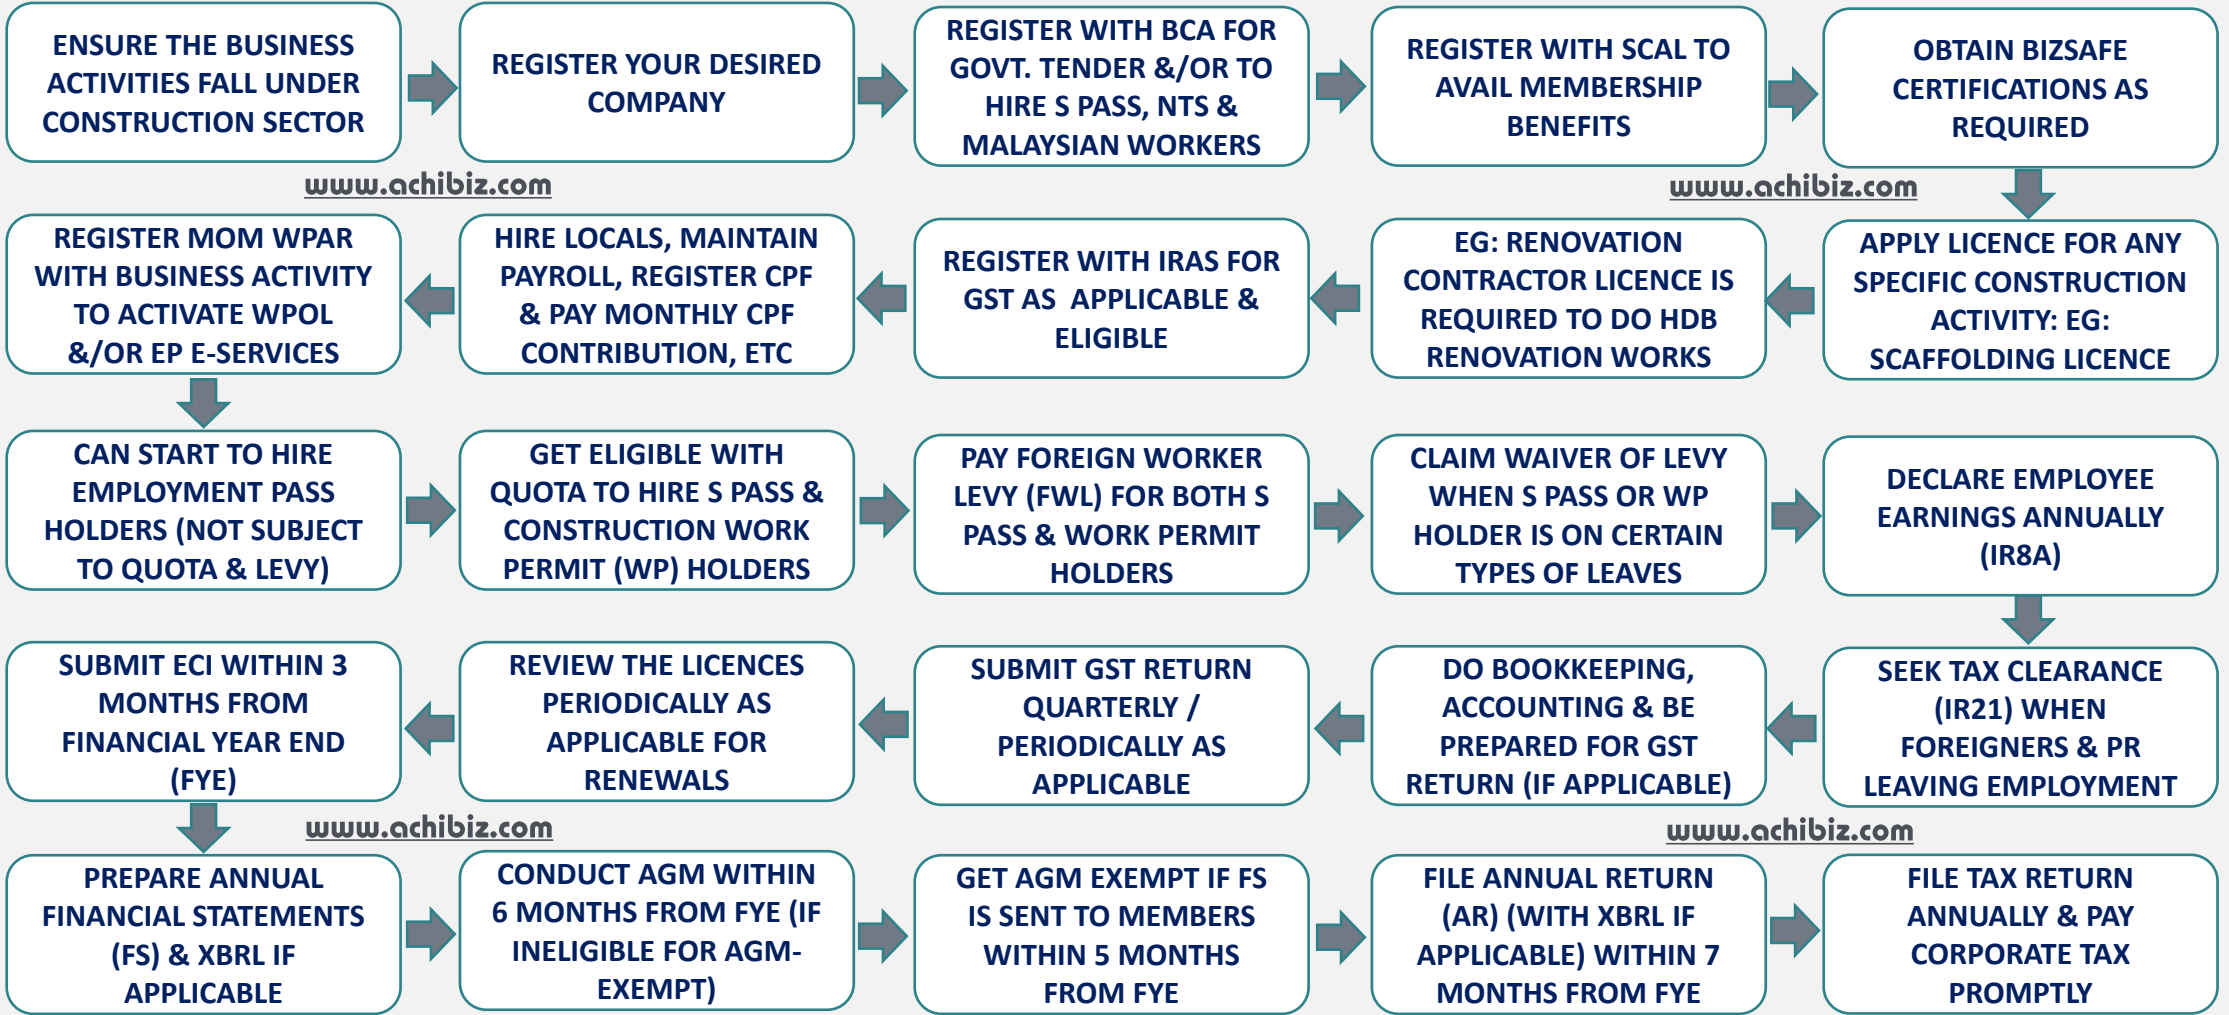 ENSURE THE BUSINESS
ACTIVITIES FALL UNDER
CONSTRUCTION SECTOR
REGISTER YOUR DESIRED
COMPANY
REGISTER WITH BCA FOR
GOVT. TENDER &/OR TO
HIRE S PASS, NTS &
MALAYSIAN WORKERS
REGISTER WITH SCAL TO
AVAIL MEMBERSHIP
BENEFITS
OBTAIN BIZSAFE
CERTIFICATIONS AS
REQUIRED
www.achibiz.com
www.achibiz.com
APPLY LICENCE FOR ANY
SPECIFIC CONSTRUCTION
ACTIVITY: EG:
SCAFFOLDING LICENCE
EG: RENOVATION
CONTRACTOR LICENCE IS
REQUIRED TO DO HDB
RENOVATION WORKS
REGISTER WITH IRAS FOR
GST AS APPLICABLE &
ELIGIBLE
HIRE LOCALS, MAINTAIN
PAYROLL, REGISTER CPF
& PAY MONTHLY CPF
CONTRIBUTION, ETC
REGISTER MOM WPAR
WITH BUSINESS ACTIVITY
TO ACTIVATE WPOL
&/OR EP E-SERVICES
CAN START TO HIRE
EMPLOYMENT PASS
HOLDERS (NOT SUBJECT
TO QUOTA & LEVY)
GET ELIGIBLE WITH
QUOTA TO HIRE S PASS &
CONSTRUCTION WORK
PERMIT (WP) HOLDERS
PAY FOREIGN WORKER
LEVY (FWL) FOR BOTH S
PASS & WORK PERMIT
HOLDERS
CLAIM WAIVER OF LEVY
WHEN S PASS OR WP
HOLDER IS ON CERTAIN
TYPES OF LEAVES
DECLARE EMPLOYEE
EARNINGS ANNUALLY
(IR8A)
SEEK TAX CLEARANCE
(IR21) WHEN
FOREIGNERS & PR
LEAVING EMPLOYMENT
DO BOOKKEEPING,
ACCOUNTING & BE
PREPARED FOR GST
RETURN (IF APPLICABLE)
SUBMIT GST RETURN
QUARTERLY /
PERIODICALLY AS
APPLICABLE
REVIEW THE LICENCES
PERIODICALLY AS
APPLICABLE FOR
RENEWALS
SUBMIT ECI WITHIN 3
MONTHS FROM
FINANCIAL YEAR END
(FYE)
www.achibiz.com
www.achibiz.com
PREPARE ANNUAL
FINANCIAL STATEMENTS
(FS) & XBRL IF
APPLICABLE
CONDUCT AGM WITHIN
6 MONTHS FROM FYE (IF
INELIGIBLE FOR AGM-
EXEMPT)
GET AGM EXEMPT IF FS
IS SENT TO MEMBERS
WITHIN 5 MONTHS
FROM FYE
FILE ANNUAL RETURN
(AR) (WITH XBRL IF
APPLICABLE) WITHIN 7
MONTHS FROM FYE
FILE TAX RETURN
ANNUALLY & PAY
CORPORATE TAX
PROMPTLY